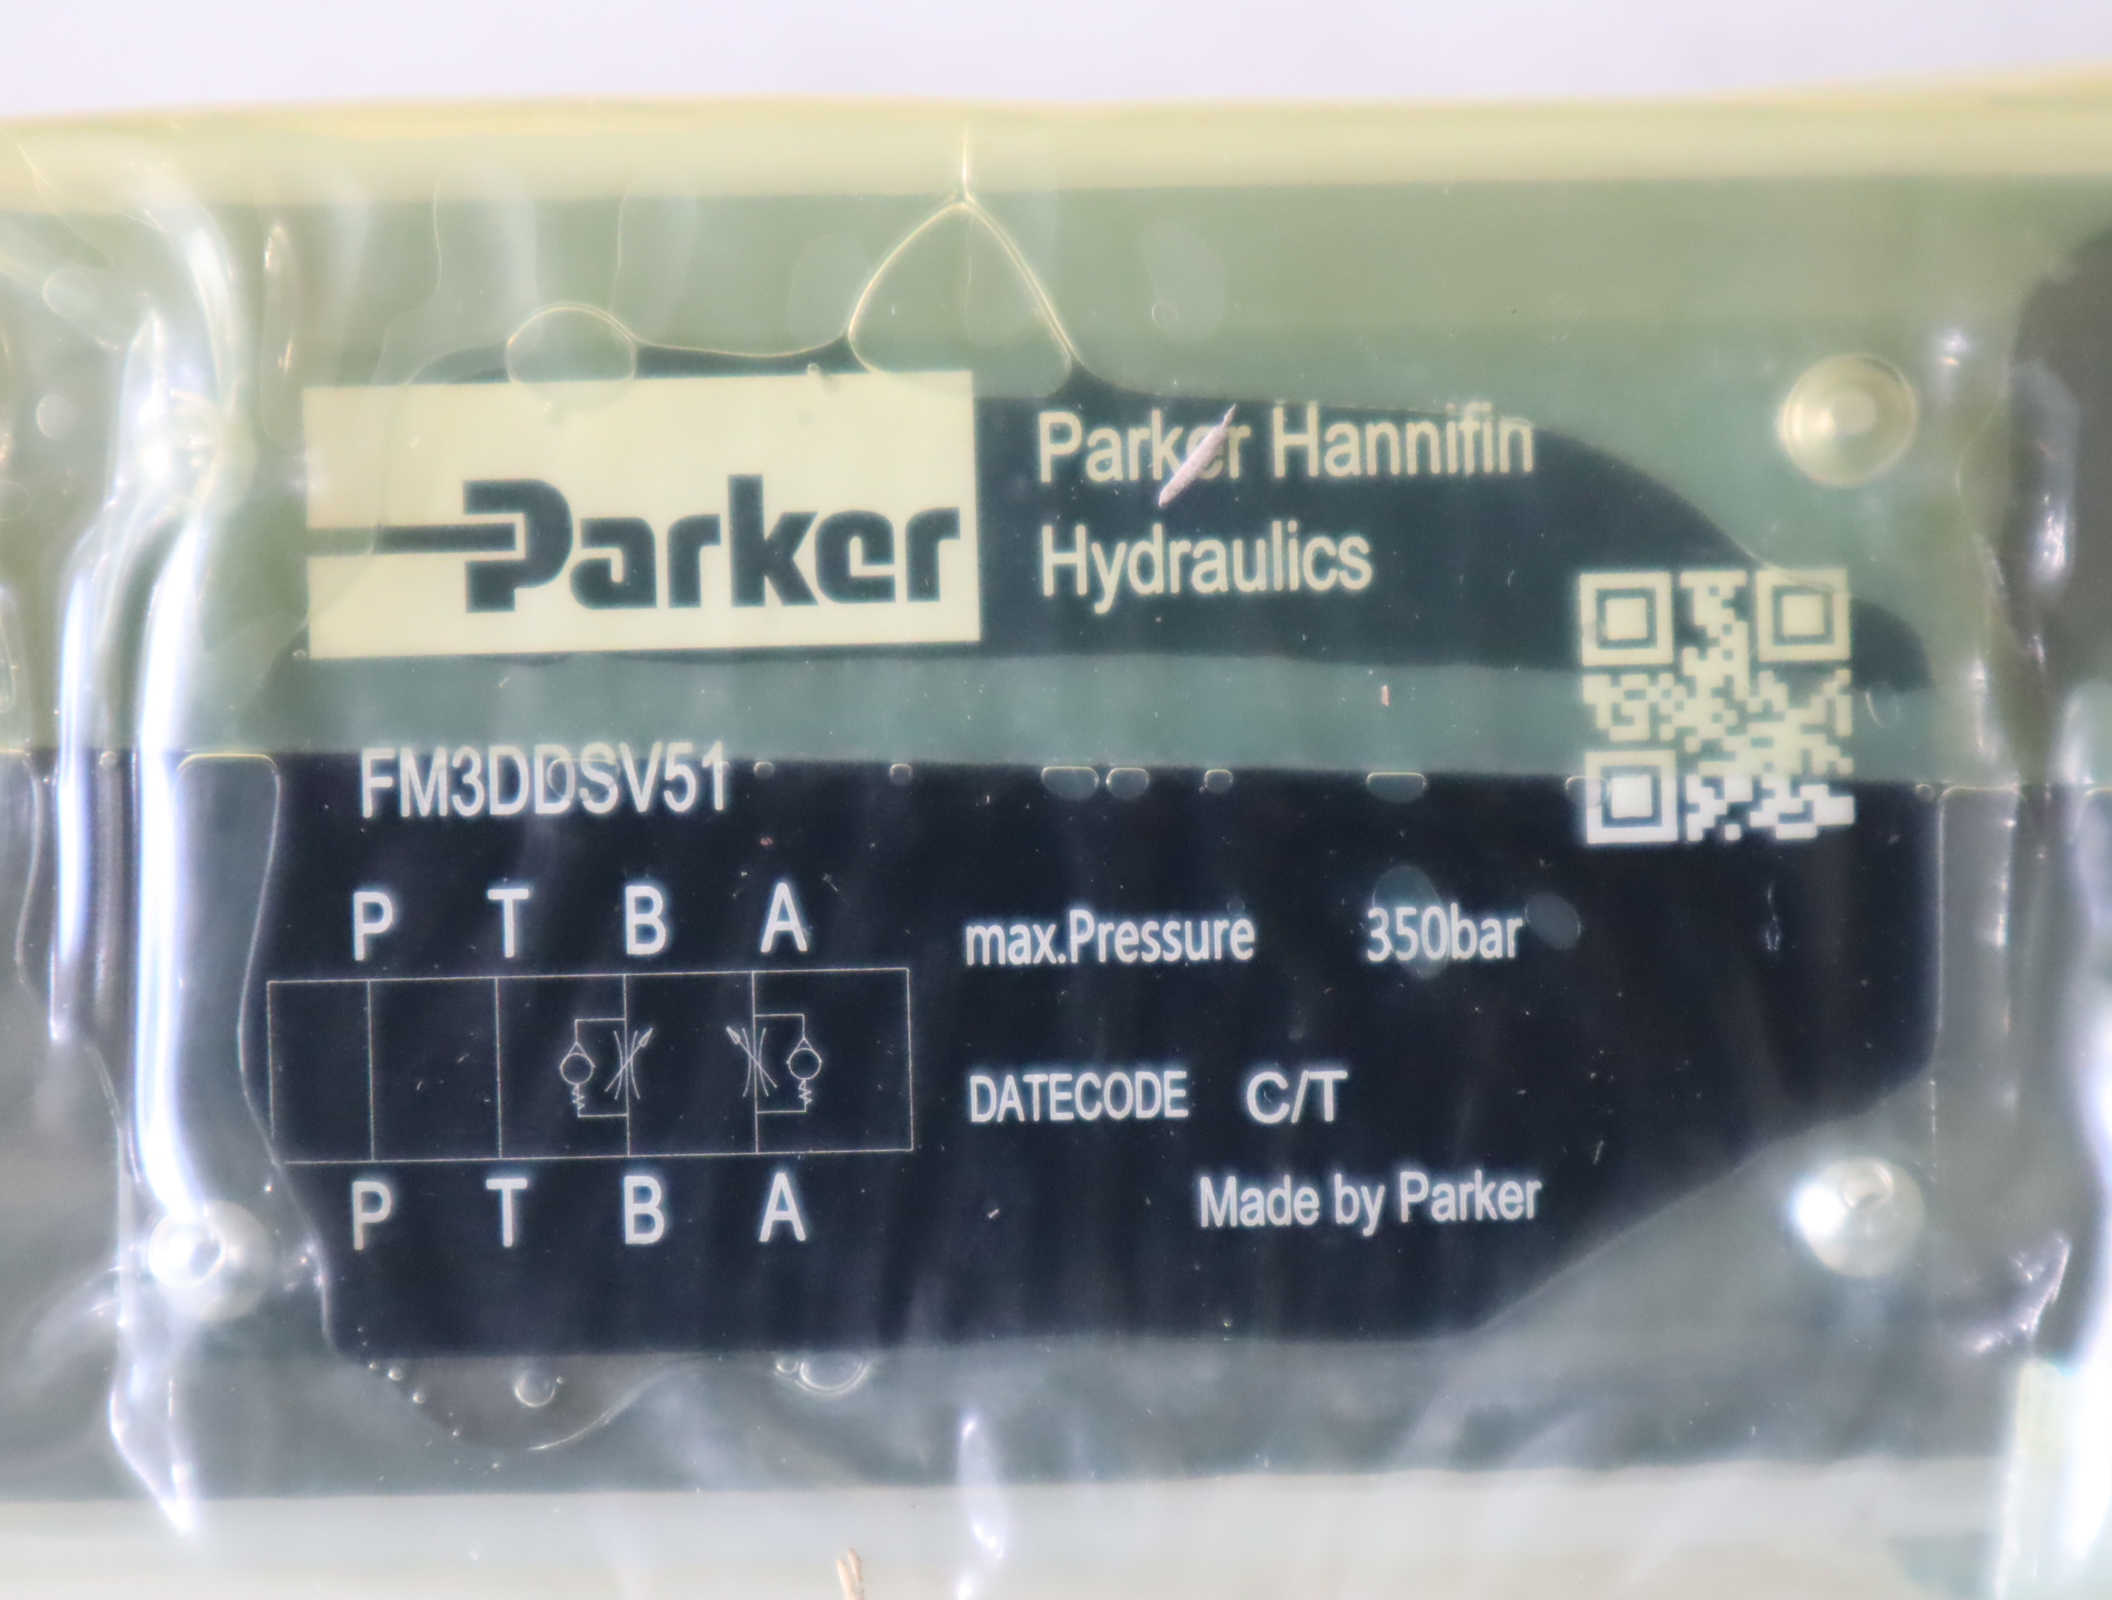 Parker
Parker Hannifin
Hydraulics
FM3DDSV51
P T B A
max.Pressure 350bar
DATECODE C/T
P T B A
Made by Parker